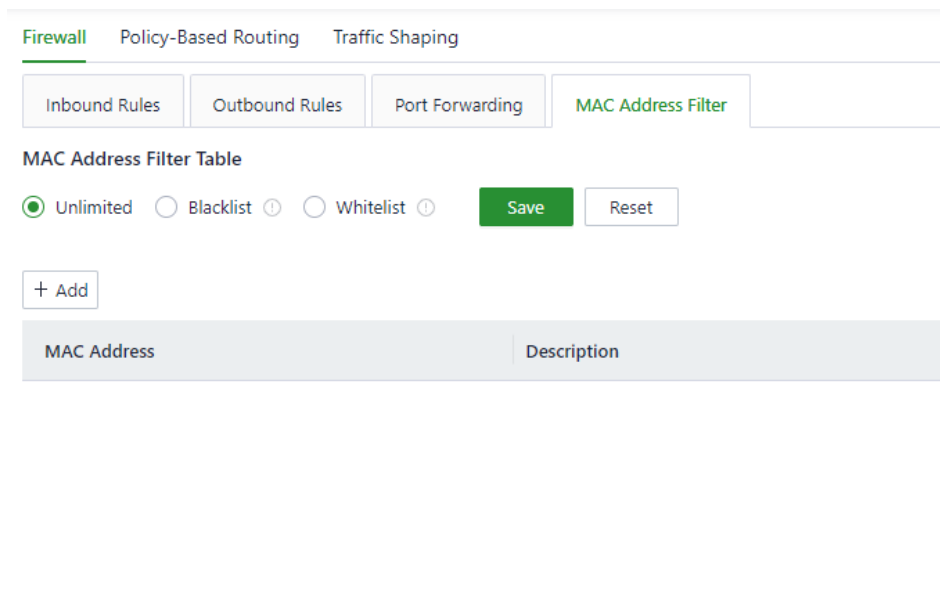 Firewall Policy-Based Routing Traffic Shaping
Inbound Rules Outbound Rules Port Forwarding MAC Address Filter
MAC Address Filter Table
Unlimited Blacklist Whitelist Save Reset
+ Add
MAC Address Description